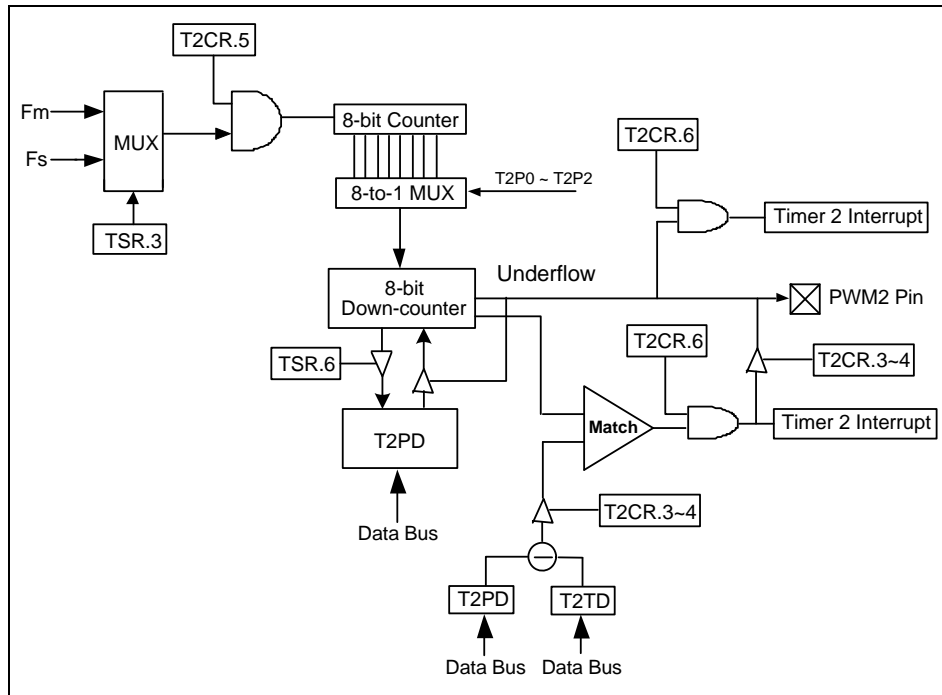 T2CR.5
Fm
Fs
MUX
TSR.3
8-bit Counter
8-to-1 MUX
T2P0 ~ T2P2
T2CR.6
Timer 2 Interrupt
8-bit
Down-counter
Underflow
PWM2 Pin
TSR.6
T2CR.6
T2CR.3~4
T2PD
Match
Timer 2 Interrupt
Data Bus
T2CR.3~4
T2PD
T2TD
Data Bus
Data Bus